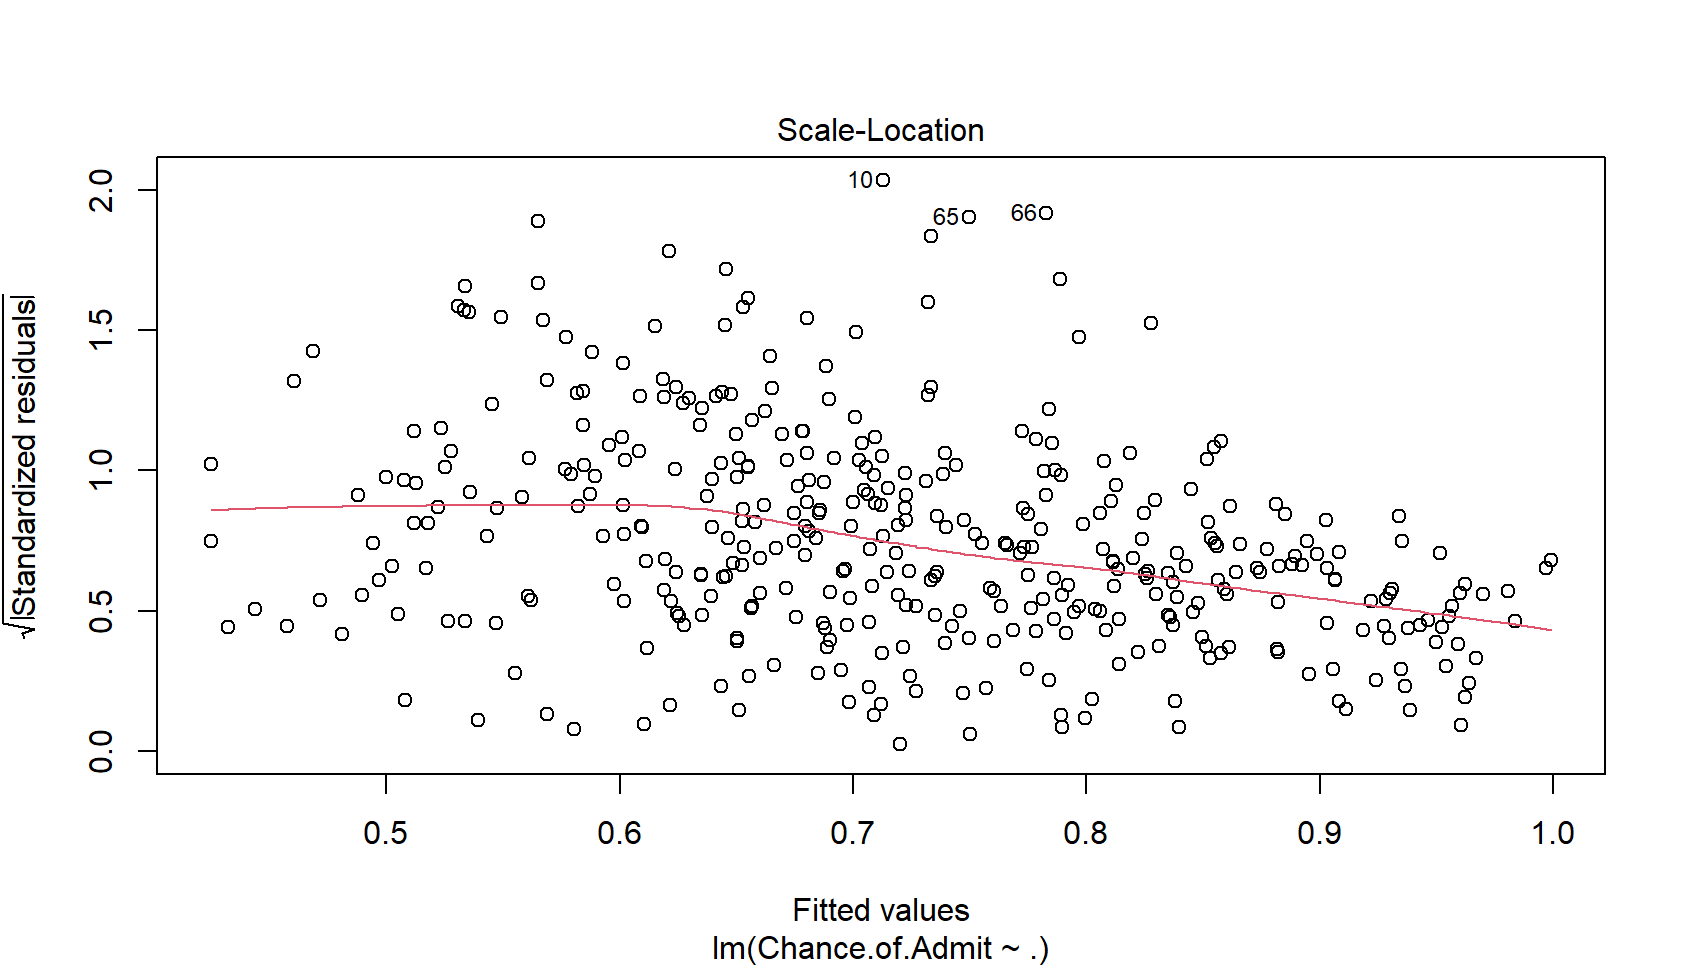 Scale-Location
√|Standardized residuals|
2.0
1.5
1.0
0.5
0.0
10
65
66
0.5 0.6 0.7 0.8 0.9 1.0
Fitted values
lm(Chance.of.Admit ~ .)